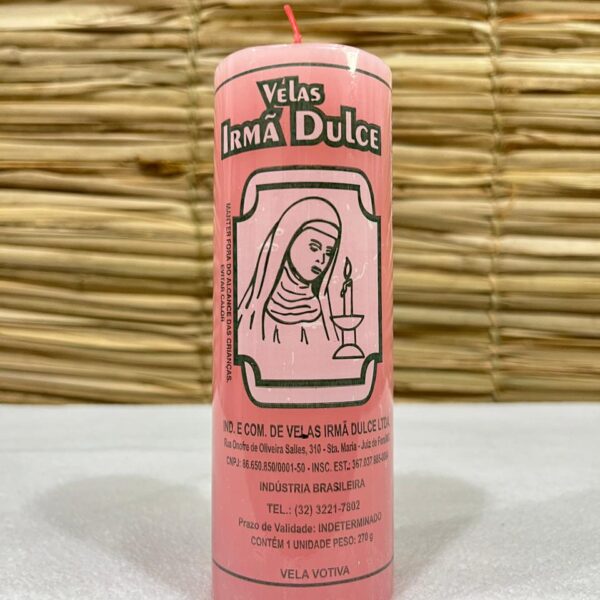 VÉLAS
IRMÃ DULCE
MANTER FORA DO ALCANCE DAS CRIANÇAS.
EVITAR CALOR
IND. E COM. DE VELAS IRMÃ DULCE LTDA
Rua Onofre de Oliveira Salles, 310 - Sta. Maria - Juiz de Fora/MG
CNPJ: 86.650.850/0001-50 - INSC. EST.:
INDÚSTRIA BRASILEIRA
TEL.: (32) 3221-7802
Prazo de Validade: INDETERMINADO
CONTÉM 1 UNIDADE PESO: 270 g
VELA VOTIVA